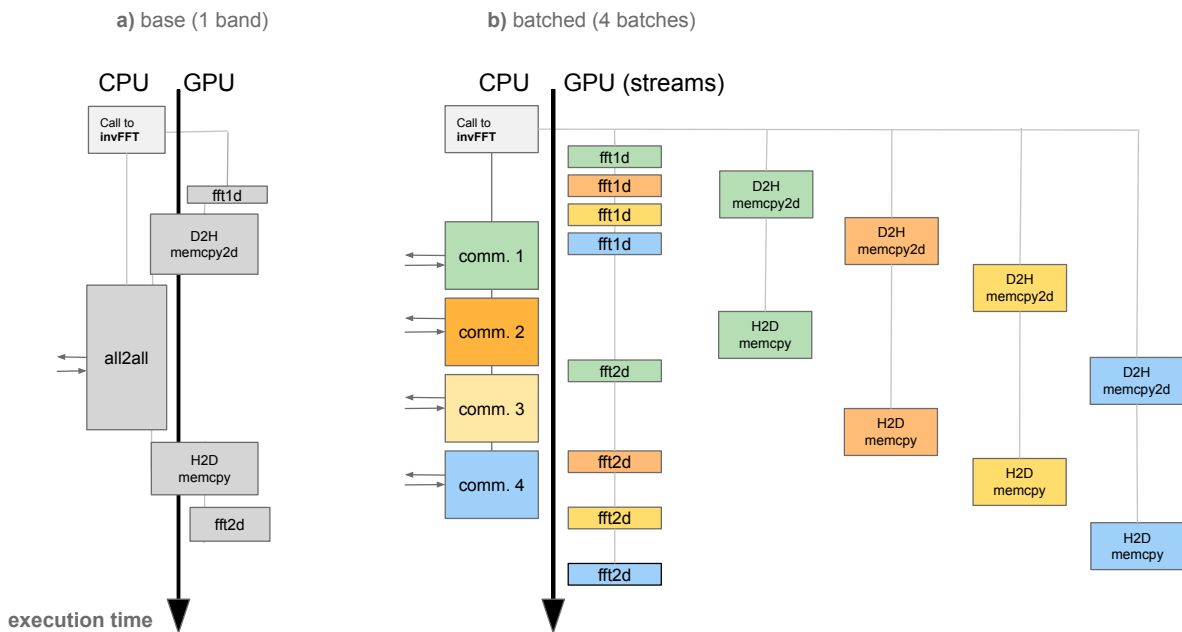 a) base (1 band)
CPU
GPU
Call to
invFFT
fft1d
D2H
memcpy2d
all2all
H2D
memcpy
fft2d
execution time
b) batched (4 batches)
CPU
GPU (streams)
Call to
invFFT
comm. 1
comm. 2
comm. 3
comm. 4
fft1d
fft1d
fft1d
fft1d
fft2d
fft2d
fft2d
fft2d
D2H
memcpy2d
H2D
memcpy
D2H
memcpy2d
H2D
memcpy
D2H
memcpy2d
H2D
memcpy
D2H
memcpy2d
H2D
memcpy